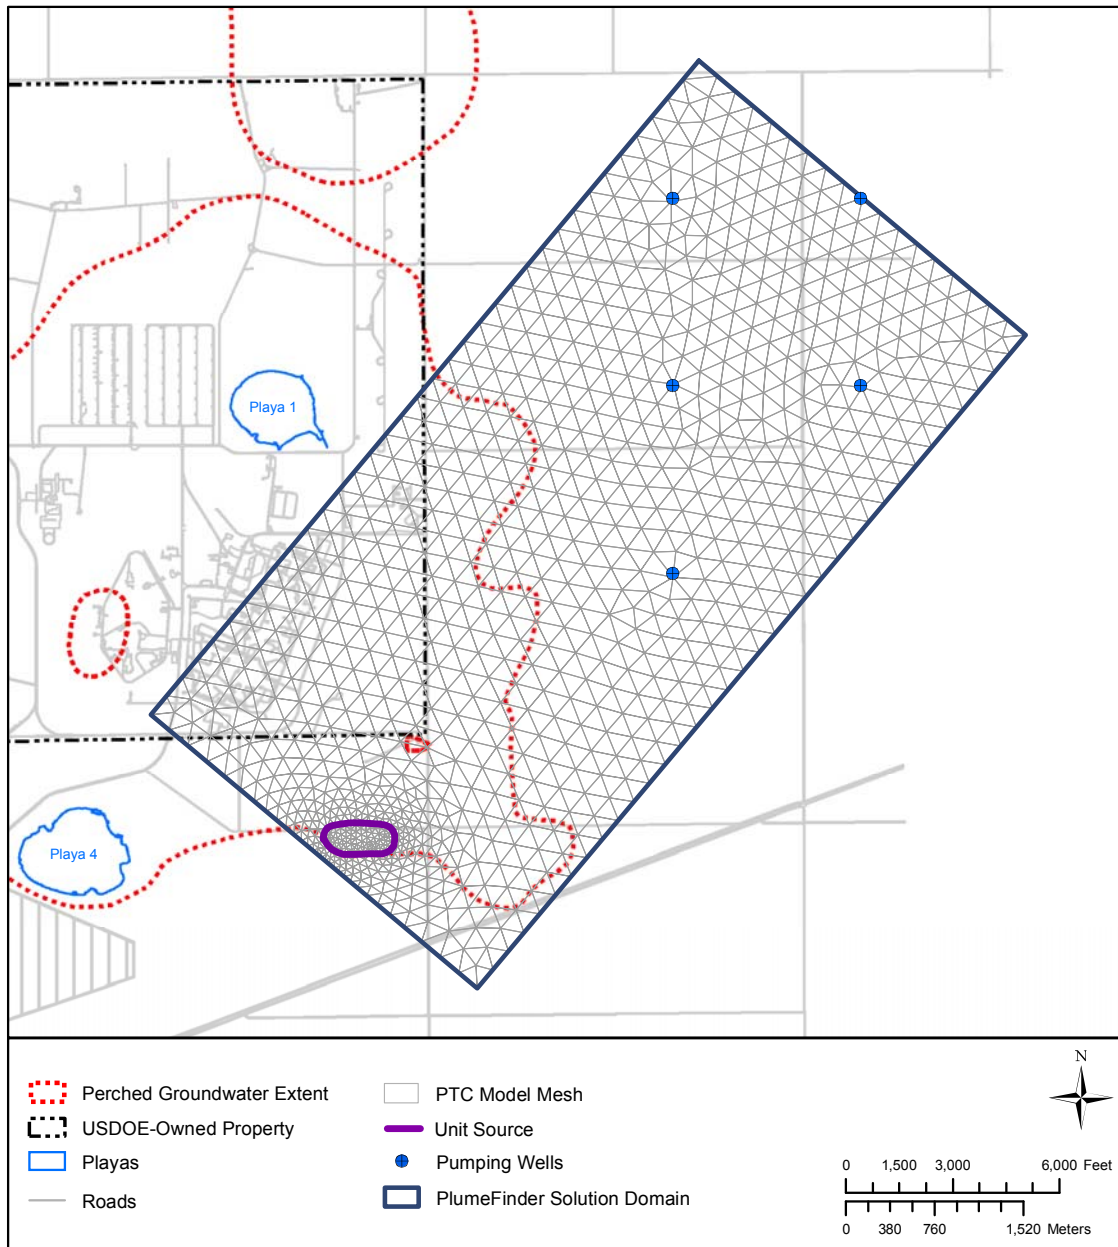 Playa 1
Playa 4
Perched Groundwater Extent
USDOE-Owned Property
Playas
Roads
PTC Model Mesh
Unit Source
Pumping Wells
PlumeFinder Solution Domain
N
0 1,500 3,000 6,000 Feet
0 380 760 1,520 Meters